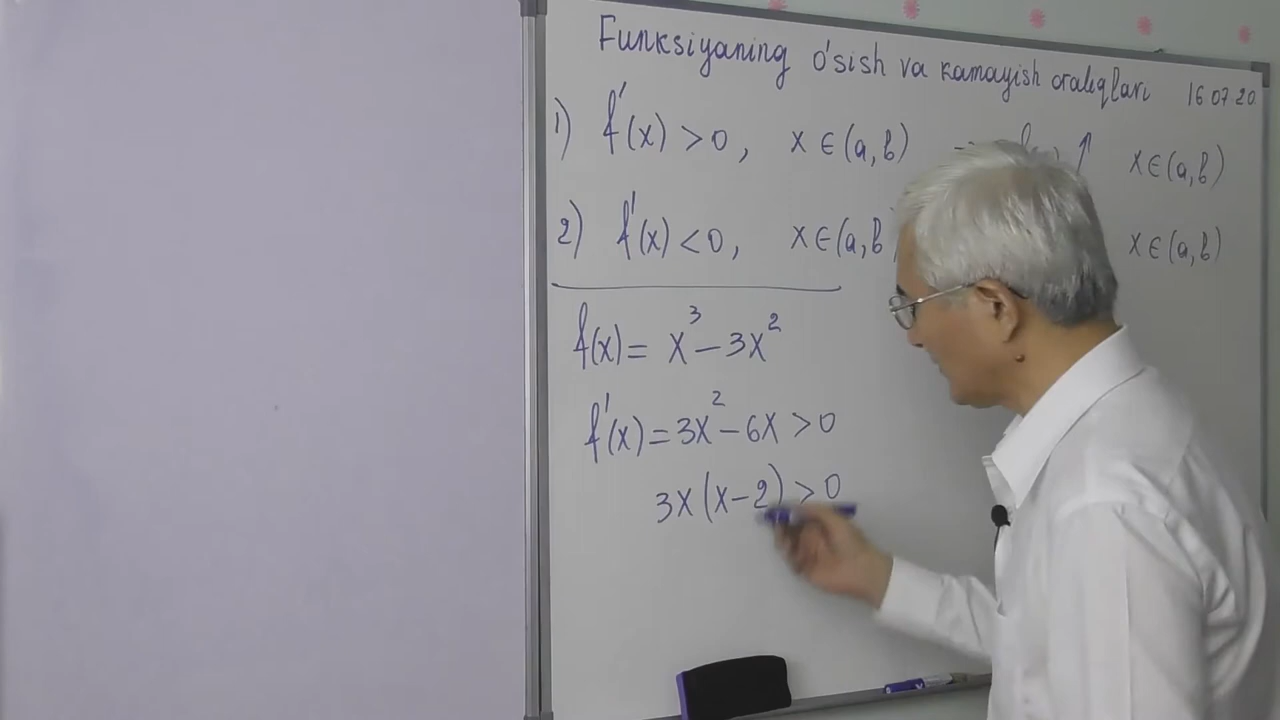 Funksiyaning o'sish va kamayish oraliqlari 16.07.20.
1) f'(x) > 0, x ∈ (a, b) → ↑ x ∈ (a, b)
2) f'(x) < 0, x ∈ (a, b x ∈ (a, b)
f(x) = x³ - 3x²
f'(x) = 3x² - 6x > 0
3x(x - 2) > 0